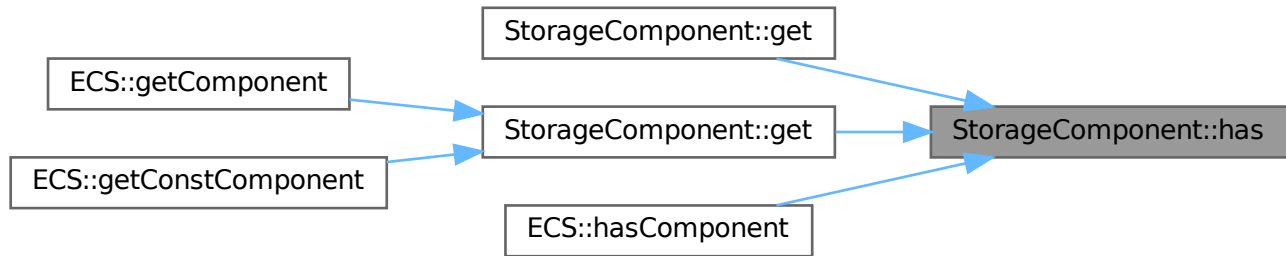 StorageComponent::get
ECS::getComponent
StorageComponent::get
StorageComponent::has
ECS::getConstComponent
ECS::hasComponent